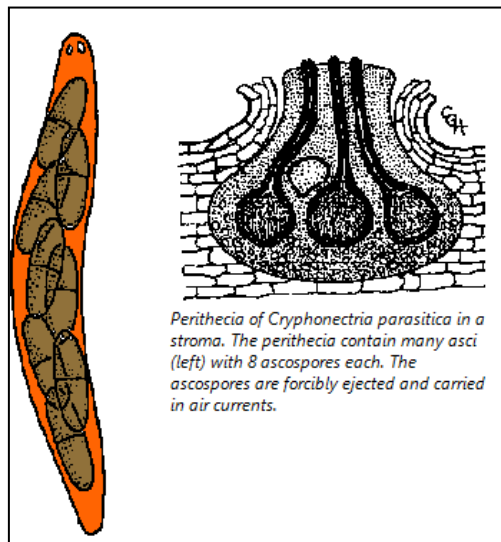 CGA
Perithecia of Cryphonectria parasitica in a
stroma. The perithecia contain many asci
(left) with 8 ascospores each. The
ascospores are forcibly ejected and carried
in air currents.